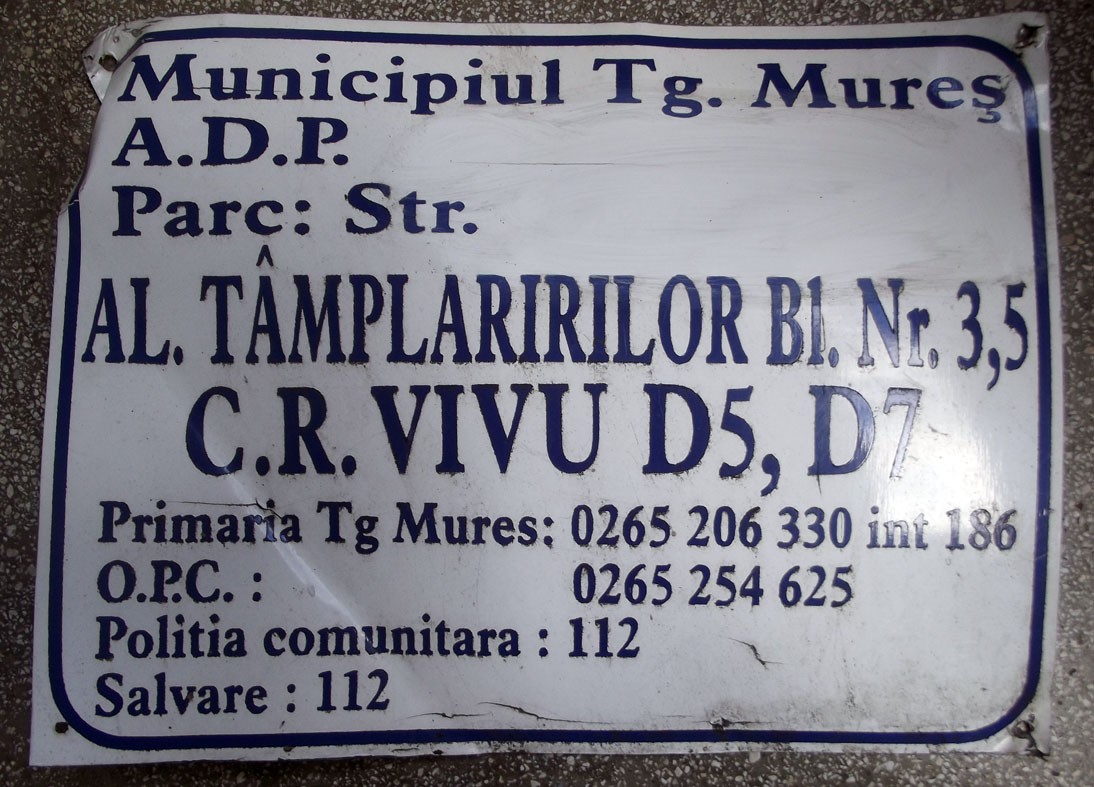 Municipiul Tg. Mureș
A.D.P.
Parc: Str.
AL. TÂMPLARIRILOR Bl. Nr. 3,5
C.R. VIVU D5, D7
Primaria Tg Mures: 0265 206 330 int 186
O.P.C. : 0265 254 625
Politia comunitara : 112
Salvare : 112